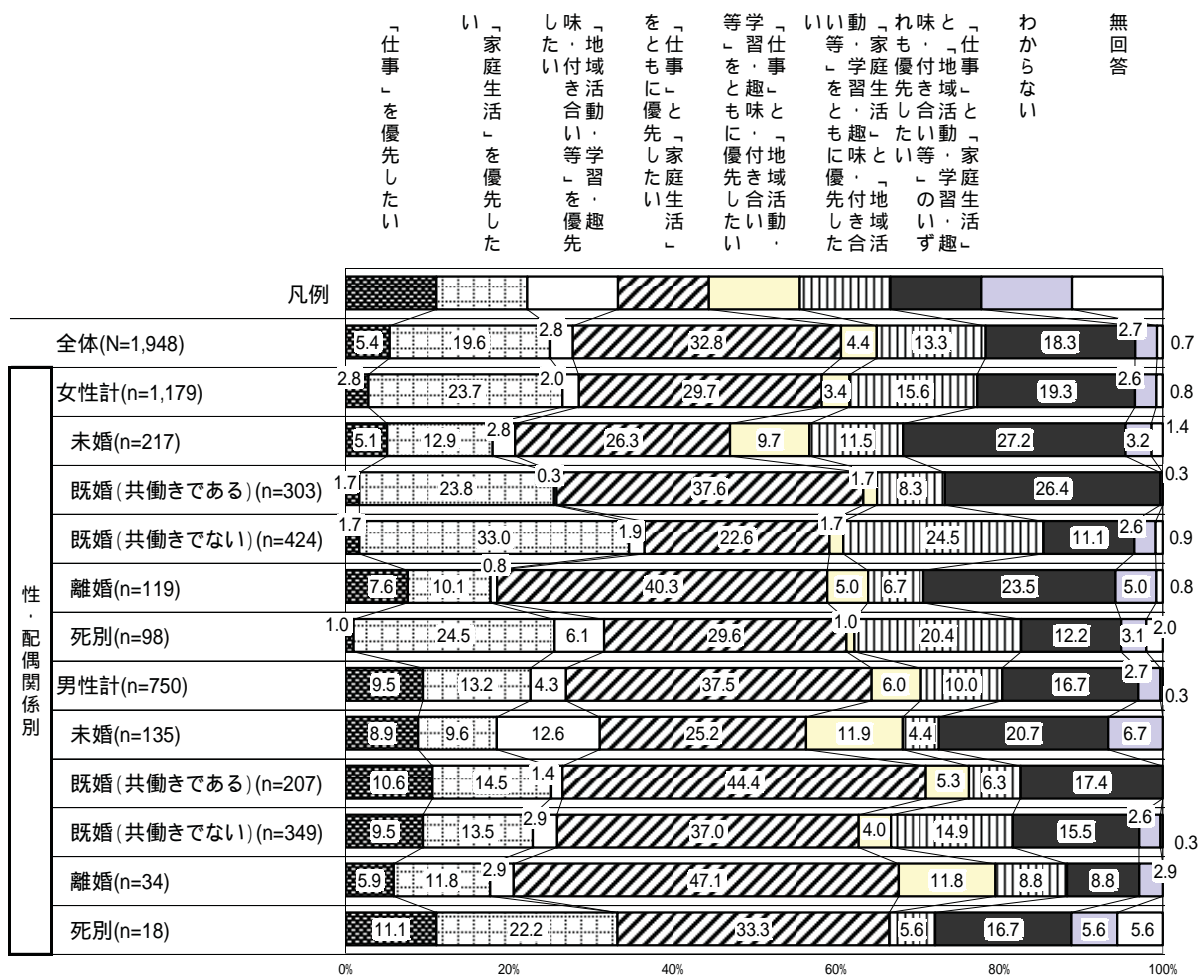 「仕事」を優先したい
「家庭生活」を優先した
い
「地域活動・学習・趣
味・付き合い等」を優先
したい
「仕事」と「家庭生活」
をともに優先したい
「仕事」と「地域活動・
学習・趣味・付き合い
等」をともに優先したい
「家庭生活」と「地域活
動・学習・趣味・付き合
い等」をともに優先した
い
「仕事」と「家庭生活」
と「地域活動・学習・趣
味・付き合い等」のいず
れも優先したい
わからない
無回答
凡例
全体(N=1,948) 5.4 19.6 2.8 32.8 4.4 13.3 18.3 2.7 0.7
性・配偶関係別
女性計(n=1,179) 2.8 23.7 2.0 29.7 3.4 15.6 19.3 2.6 0.8
未婚(n=217) 5.1 12.9 2.8 26.3 9.7 11.5 27.2 3.2 1.4
既婚(共働きである)(n=303) 1.7 23.8 0.3 37.6 1.7 8.3 26.4 0.3
既婚(共働きでない)(n=424) 1.7 33.0 1.9 22.6 1.7 24.5 11.1 2.6 0.9
離婚(n=119) 7.6 10.1 0.8 40.3 5.0 6.7 23.5 5.0 0.8
死別(n=98) 1.0 24.5 6.1 29.6 1.0 20.4 12.2 3.1 2.0
男性計(n=750) 9.5 13.2 4.3 37.5 6.0 10.0 16.7 2.7 0.3
未婚(n=135) 8.9 9.6 12.6 25.2 11.9 4.4 20.7 6.7
既婚(共働きである)(n=207) 10.6 14.5 1.4 44.4 5.3 6.3 17.4
既婚(共働きでない)(n=349) 9.5 13.5 2.9 37.0 4.0 14.9 15.5 2.6 0.3
離婚(n=34) 5.9 11.8 2.9 47.1 11.8 8.8 8.8 2.9
死別(n=18) 11.1 22.2 33.3 5.6 16.7 5.6 5.6
0% 20% 40% 60% 80% 100%